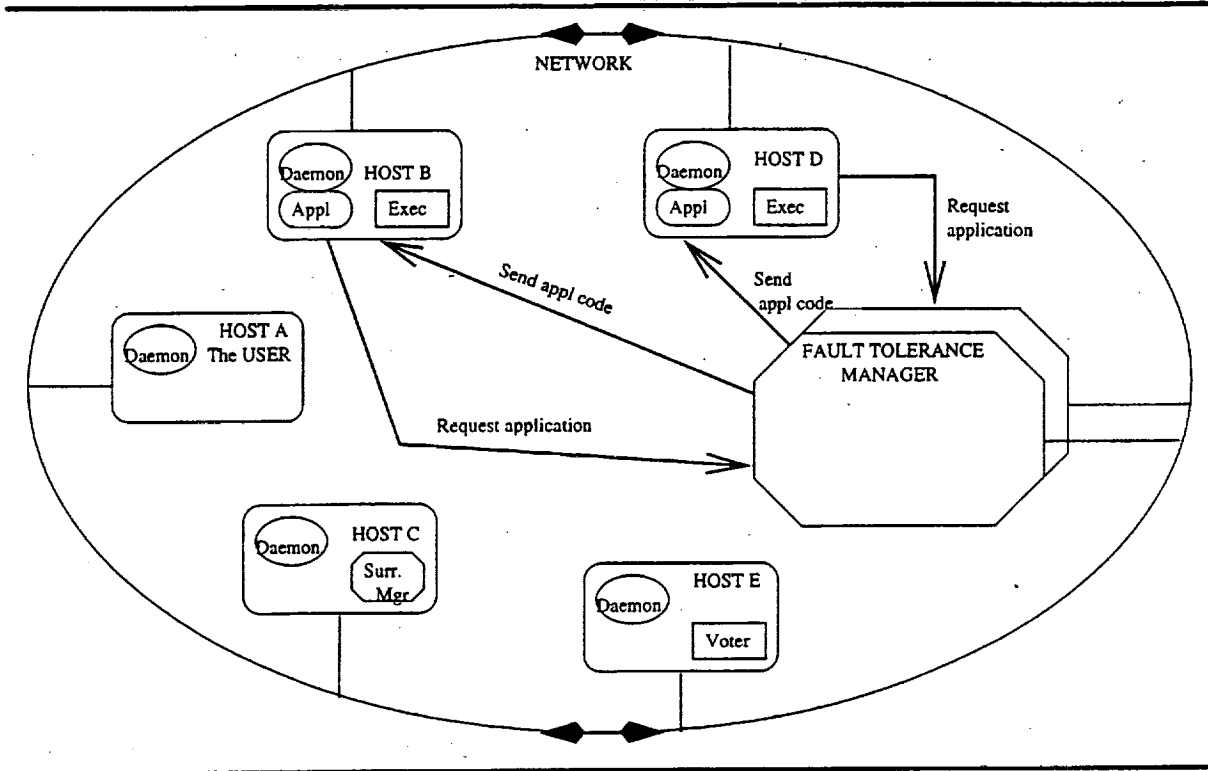 NETWORK
Daemon
HOST B
Appl
Exec
Daemon
HOST D
Appl
Exec
Request
application
Send appl code
Send
appl code
HOST A
The USER
Daemon
FAULT TOLERANCE
MANAGER
Request application
Daemon
HOST C
Surr.
Mgr
Daemon
HOST E
Voter